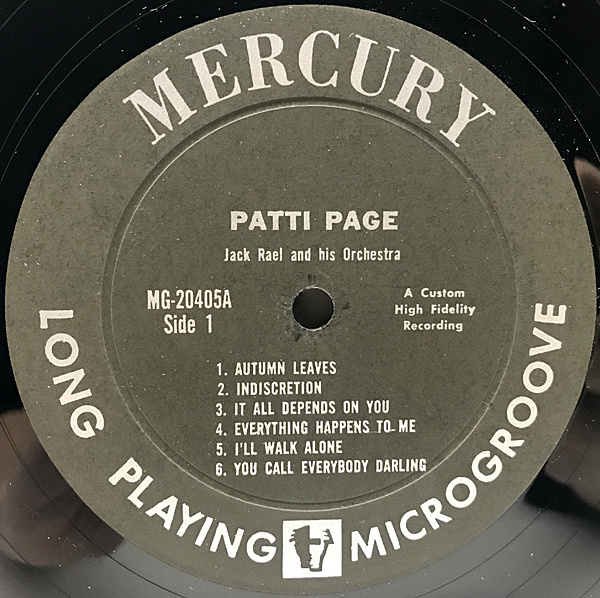 MERCURY
PATTI PAGE
Jack Rael and his Orchestra
MG-20405A
Side 1
A Custom
High Fidelity
Recording
1. AUTUMN LEAVES
2. INDISCRETION
3. IT ALL DEPENDS ON YOU
4. EVERYTHING HAPPENS TO ME
5. I'LL WALK ALONE
6. YOU CALL EVERYBODY DARLING
LONG PLAYING MICROGROOVE